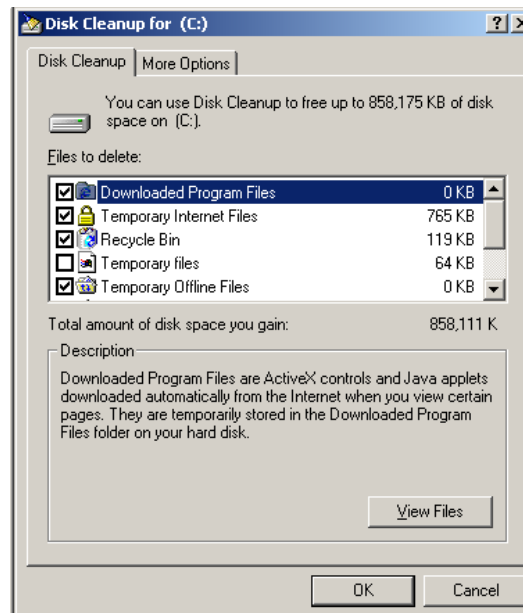 Disk Cleanup for (C:)
Disk Cleanup More Options
You can use Disk Cleanup to free up to 858,175 KB of disk
space on (C:).
Files to delete:
Downloaded Program Files 0 KB
Temporary Internet Files 765 KB
Recycle Bin 119 KB
Temporary files 64 KB
Temporary Offline Files 0 KB
Total amount of disk space you gain: 858,111 K
Description
Downloaded Program Files are ActiveX controls and Java applets
downloaded automatically from the Internet when you view certain
pages. They are temporarily stored in the Downloaded Program
Files folder on your hard disk.
View Files
OK Cancel